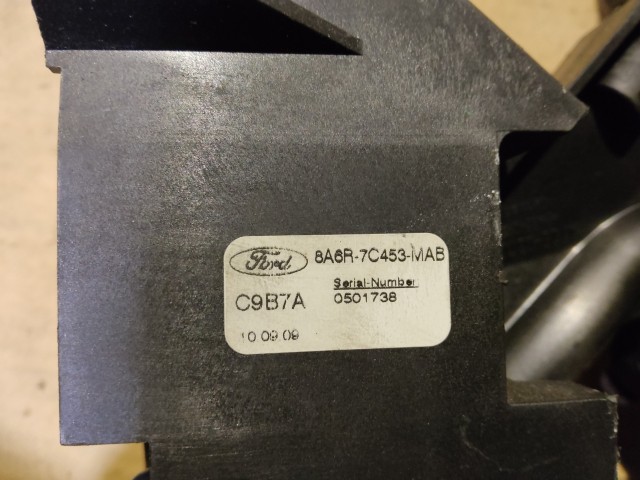 Ford 8A6R-7C453-MAB
Serial-Number
C9B7A 0501738
10 09 09